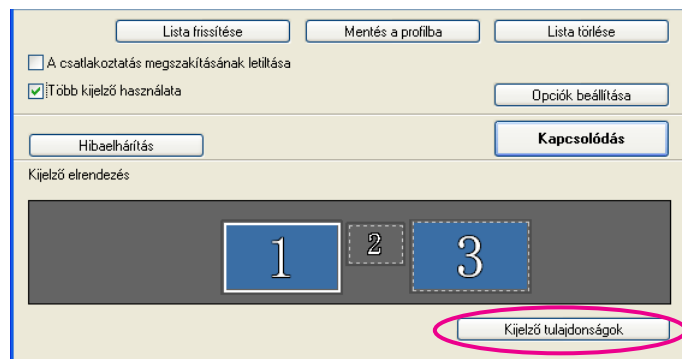 Lista frissítése Mentés a profilba Lista törlése
A csatlakoztatás megszakításának letiltása
Több kijelző használata
Opciók beállítása
Hibaelhárítás
Kapcsolódás
Kijelző elrendezés
1 2 3
Kijelző tulajdonságok